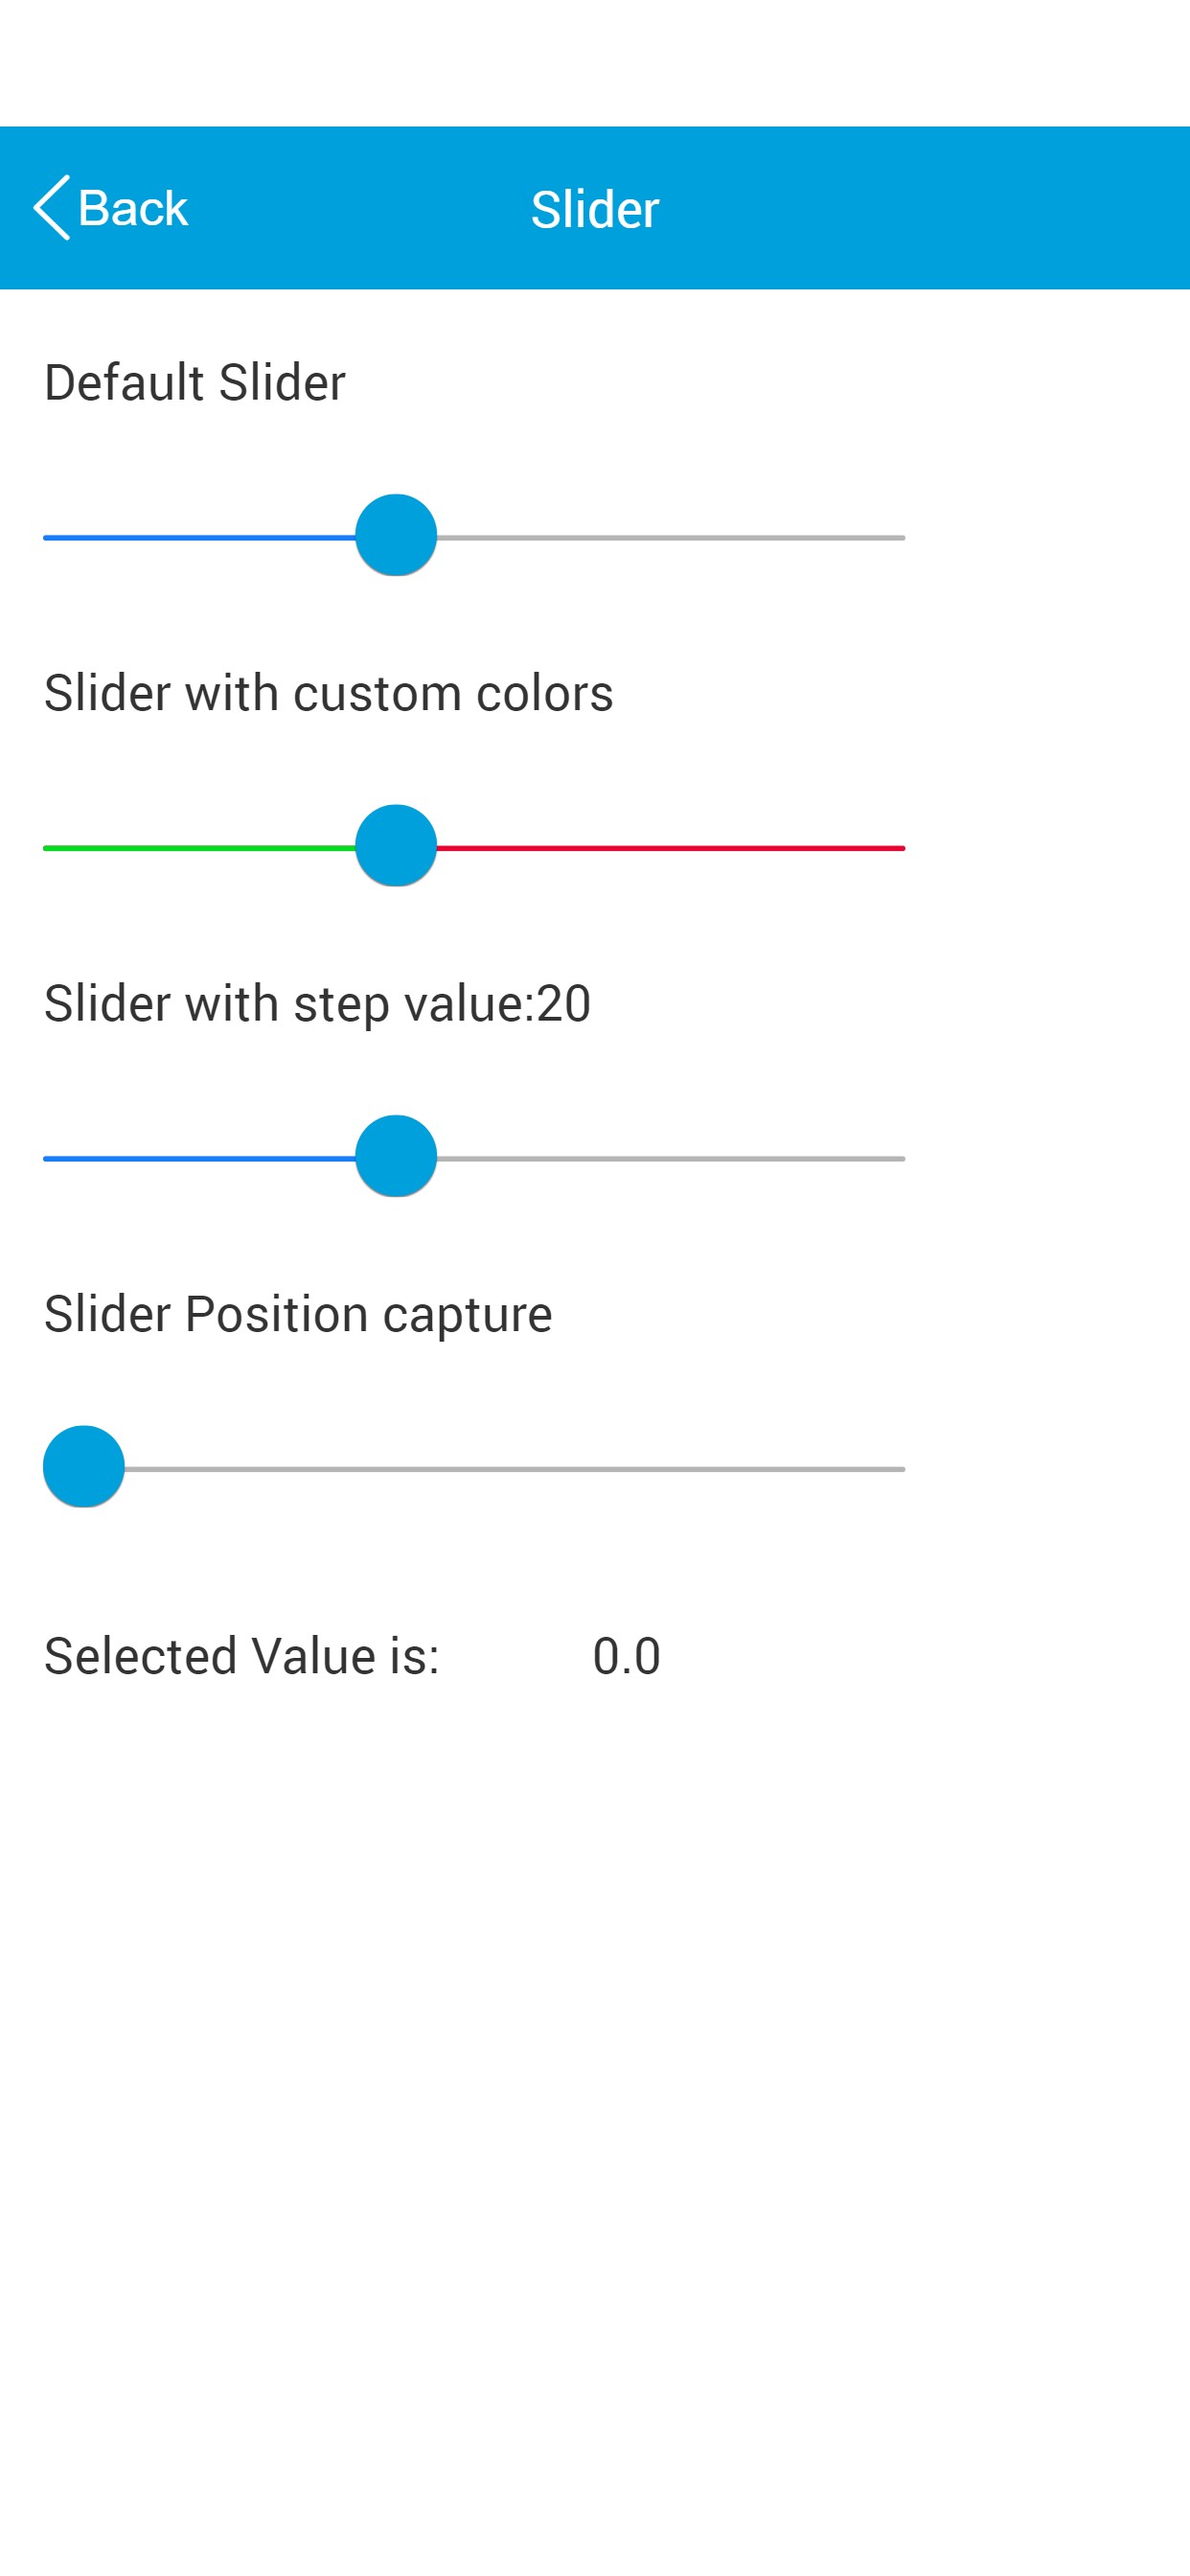 Back
Slider
Default Slider
Slider with custom colors
Slider with step value:20
Slider Position capture
Selected Value is: 0.0